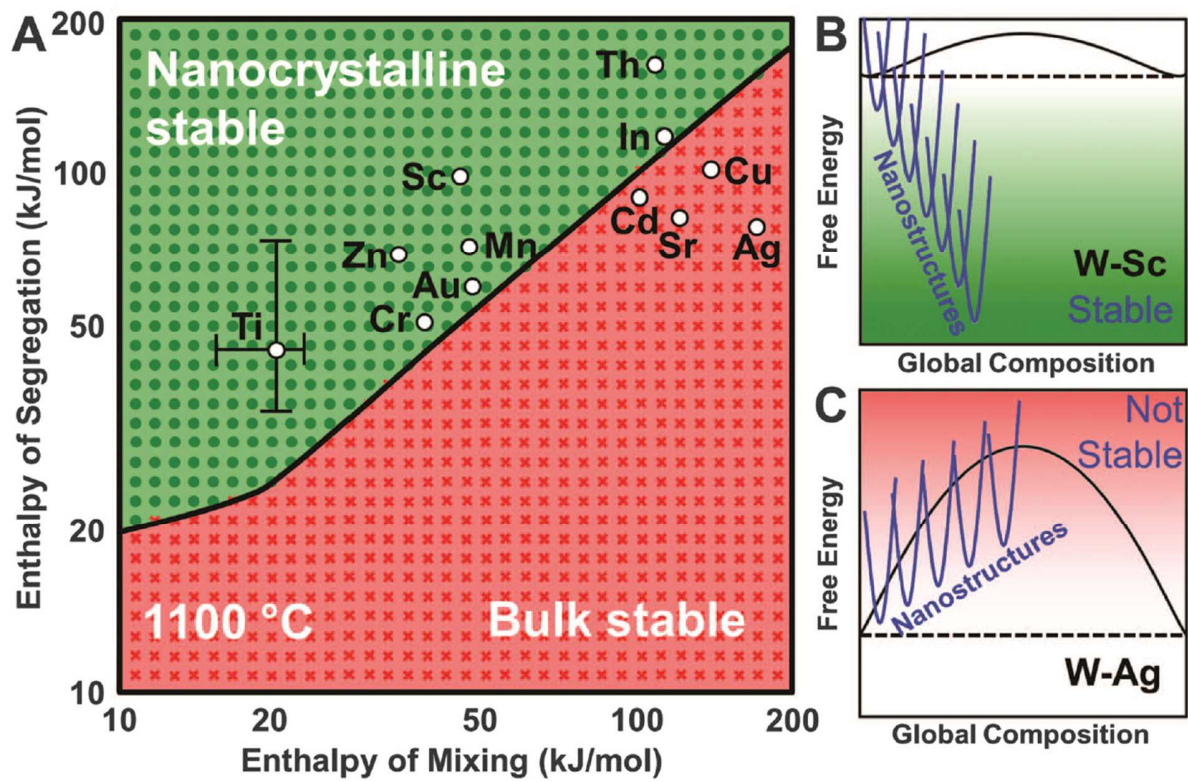 A
200
100
50
20
10
Enthalpy of Segregation (kJ/mol)
Nanocrystalline
stable
Th
In
Sc
Cu
Cd
Sr
Ag
Zn
Mn
Au
Cr
Ti
1100 °C
Bulk stable
10
20
50
100
200
Enthalpy of Mixing (kJ/mol)
B
Free Energy
Nanostructures
W-Sc
Stable
Global Composition
C
Not
Stable
Free Energy
Nanostructures
W-Ag
Global Composition